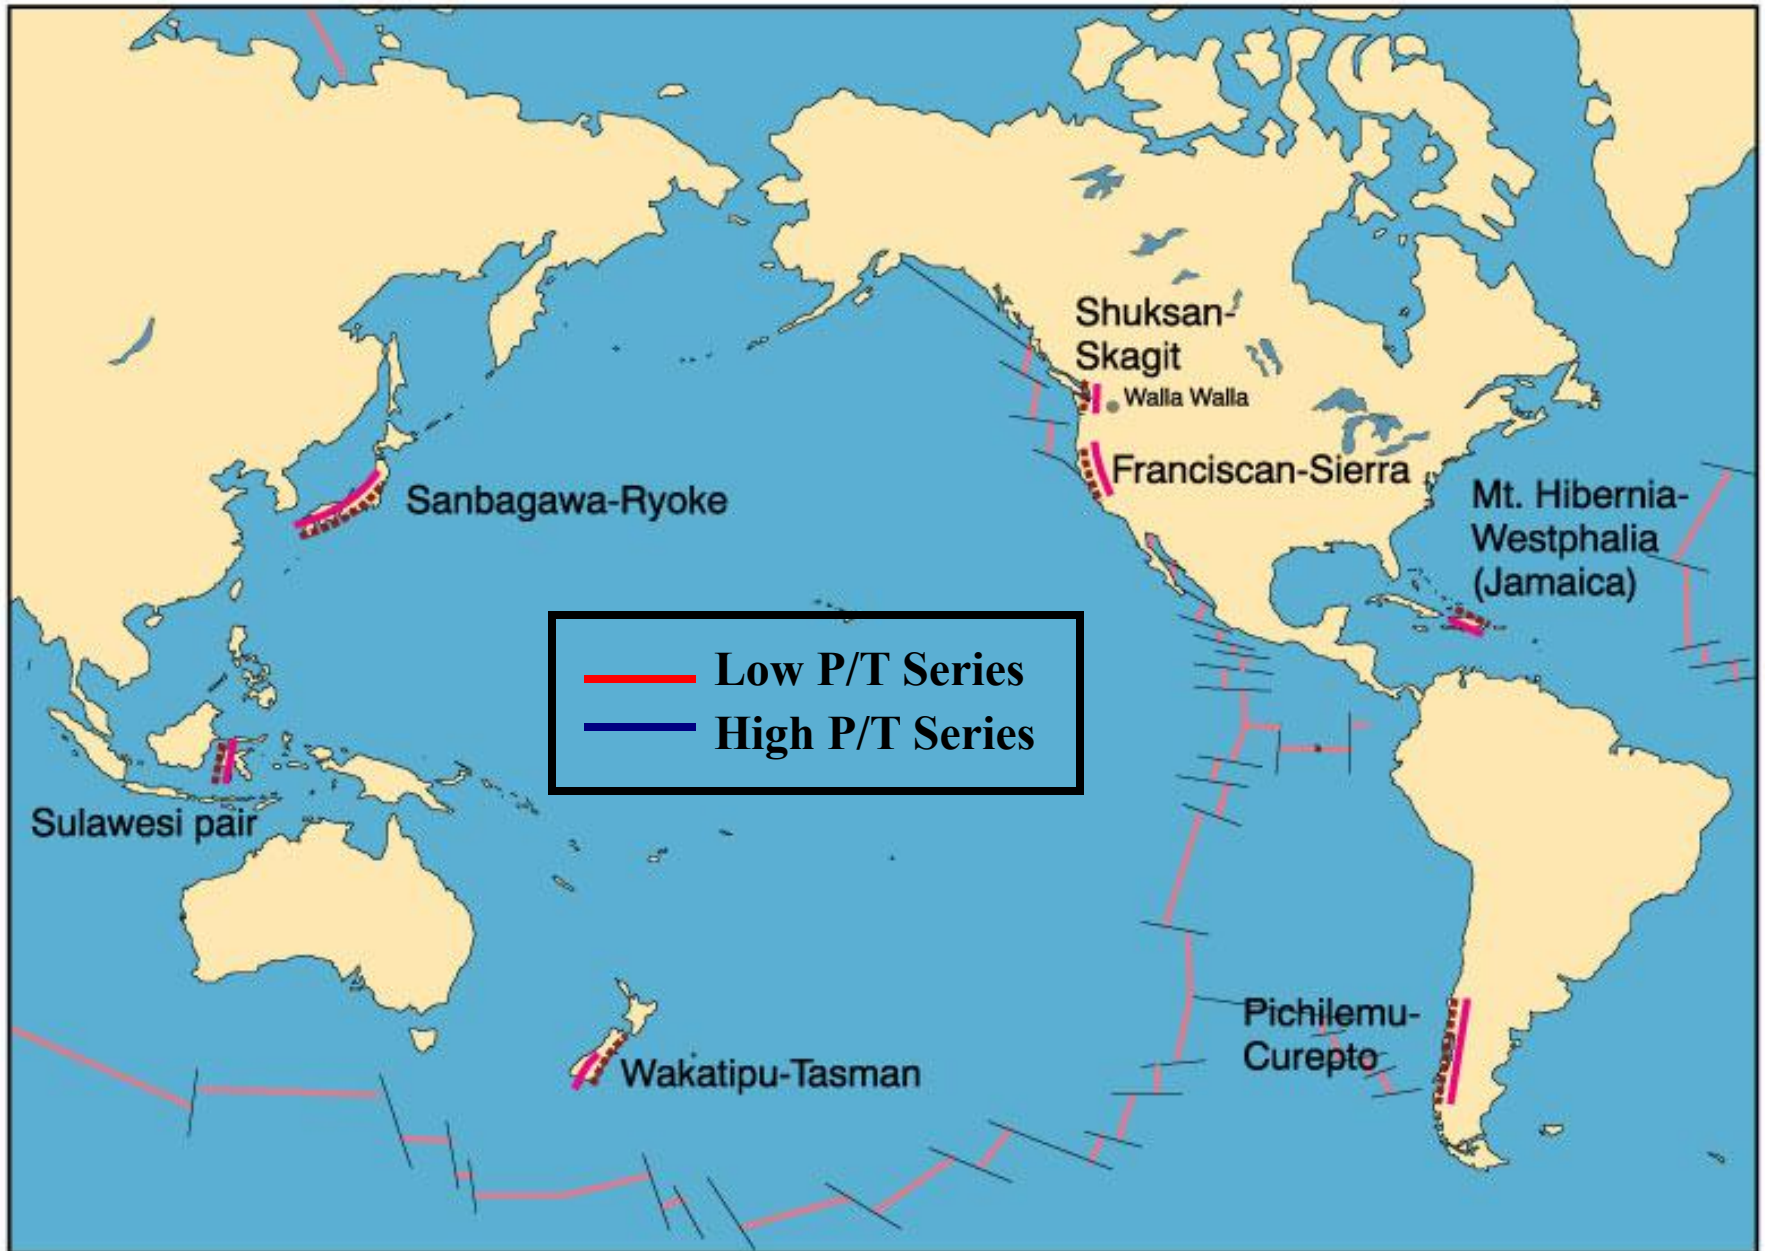 Shuksan-
Skagit
Walla Walla
Franciscan-Sierra
Mt. Hibernia-
Westphalia
(Jamaica)
Sanbagawa-Ryoke
Low P/T Series
High P/T Series
Sulawesi pair
Pichilemu-
Curepto
Wakatipu-Tasman